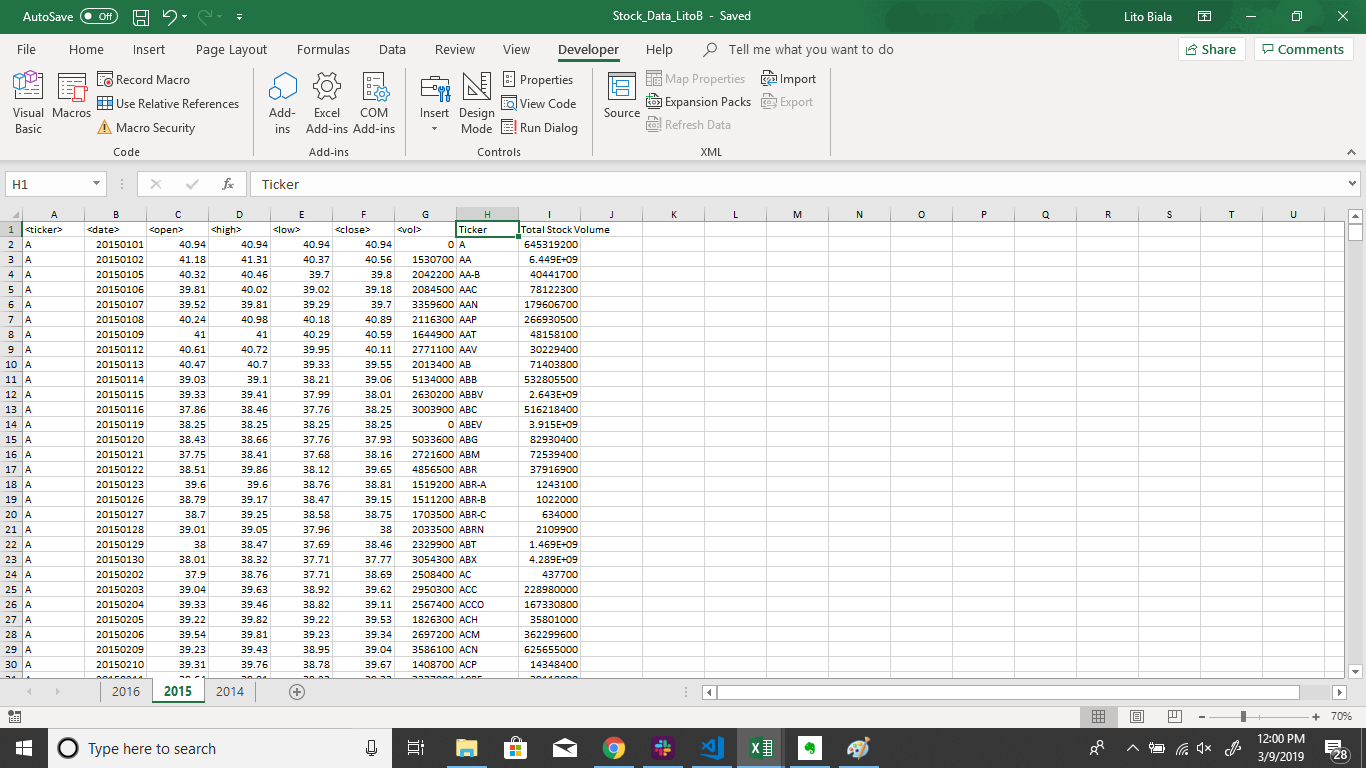 AutoSave Off Stock_Data_LitoB - Saved Lito Biala
File Home Insert Page Layout Formulas Data Review View Developer Help Tell me what you want to do Share Comments
Visual Basic
Macros
Record Macro
Use Relative References
Macro Security
Code
Add-ins
Excel Add-ins
COM Add-ins
Add-ins
Insert
Design Mode
Properties
View Code
Run Dialog
Controls
Source
Map Properties
Expansion Packs
Refresh Data
Import
Export
XML
H1 fx Ticker
A B C D E F G H I J K L M N O P Q R S T U
1 <ticker> <date> <open> <high> <low> <close> <vol> Ticker Total Stock Volume
2 A 20150101 40.94 40.94 40.94 40.94 0 A 645319200
3 A 20150102 41.18 41.31 40.37 40.56 1530700 AA 6.449E+09
4 A 20150105 40.32 40.46 39.7 39.8 2042200 AA-B 40441700
5 A 20150106 39.81 40.02 39.02 39.18 2084500 AAC 78122300
6 A 20150107 39.52 39.81 39.29 39.7 3359600 AAN 179606700
7 A 20150108 40.24 40.98 40.18 40.89 2116300 AAP 266930500
8 A 20150109 41 41 40.29 40.59 1644900 AAT 48158100
9 A 20150112 40.61 40.72 39.95 40.11 2771100 AAV 30229400
10 A 20150113 40.47 40.7 39.33 39.55 2013400 AB 71403800
11 A 20150114 39.03 39.1 38.21 39.06 5134000 ABB 532805500
12 A 20150115 39.33 39.41 37.99 38.01 2630200 ABBV 2.643E+09
13 A 20150116 37.86 38.46 37.76 38.25 3003900 ABC 516218400
14 A 20150119 38.25 38.25 38.25 38.25 0 ABEV 3.915E+09
15 A 20150120 38.43 38.66 37.76 37.93 5033600 ABG 82930400
16 A 20150121 37.75 38.41 37.68 38.16 2721600 ABM 72539400
17 A 20150122 38.51 39.86 38.12 39.65 4856500 ABR 37916900
18 A 20150123 39.6 39.6 38.76 38.81 1519200 ABR-A 1243100
19 A 20150126 38.79 39.17 38.47 39.15 1511200 ABR-B 1022000
20 A 20150127 38.7 39.25 38.58 38.75 1703500 ABR-C 634000
21 A 20150128 39.01 39.05 37.96 38 2033500 ABRN 2109900
22 A 20150129 38 38.47 37.69 38.46 2329900 ABT 1.469E+09
23 A 20150130 38.01 38.32 37.71 37.77 3054300 ABX 4.289E+09
24 A 20150202 37.9 38.76 37.71 38.69 2508400 AC 437700
25 A 20150203 39.04 39.63 38.92 39.62 2950300 ACC 228980000
26 A 20150204 39.33 39.46 38.82 39.11 2567400 ACCO 167330800
27 A 20150205 39.22 39.82 39.22 39.53 1826300 ACH 35801000
28 A 20150206 39.54 39.81 39.23 39.34 2697200 ACM 362299600
29 A 20150209 39.23 39.43 38.95 39.04 3586100 ACN 625655000
30 A 20150210 39.31 39.76 38.78 39.67 1408700 ACP 14348400
2016 2015 2014
70%
Type here to search
12:00 PM
3/9/2019
28